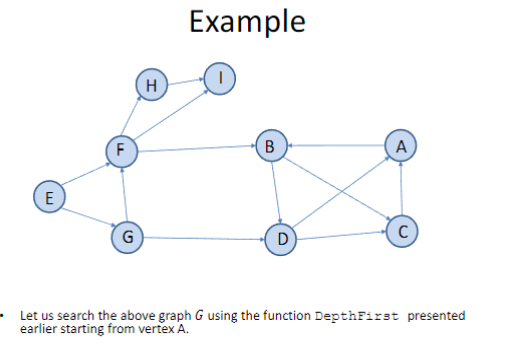 Example
H
I
F
B
A
E
G
D
C
• Let us search the above graph G using the function DepthFirst presented
earlier starting from vertex A.